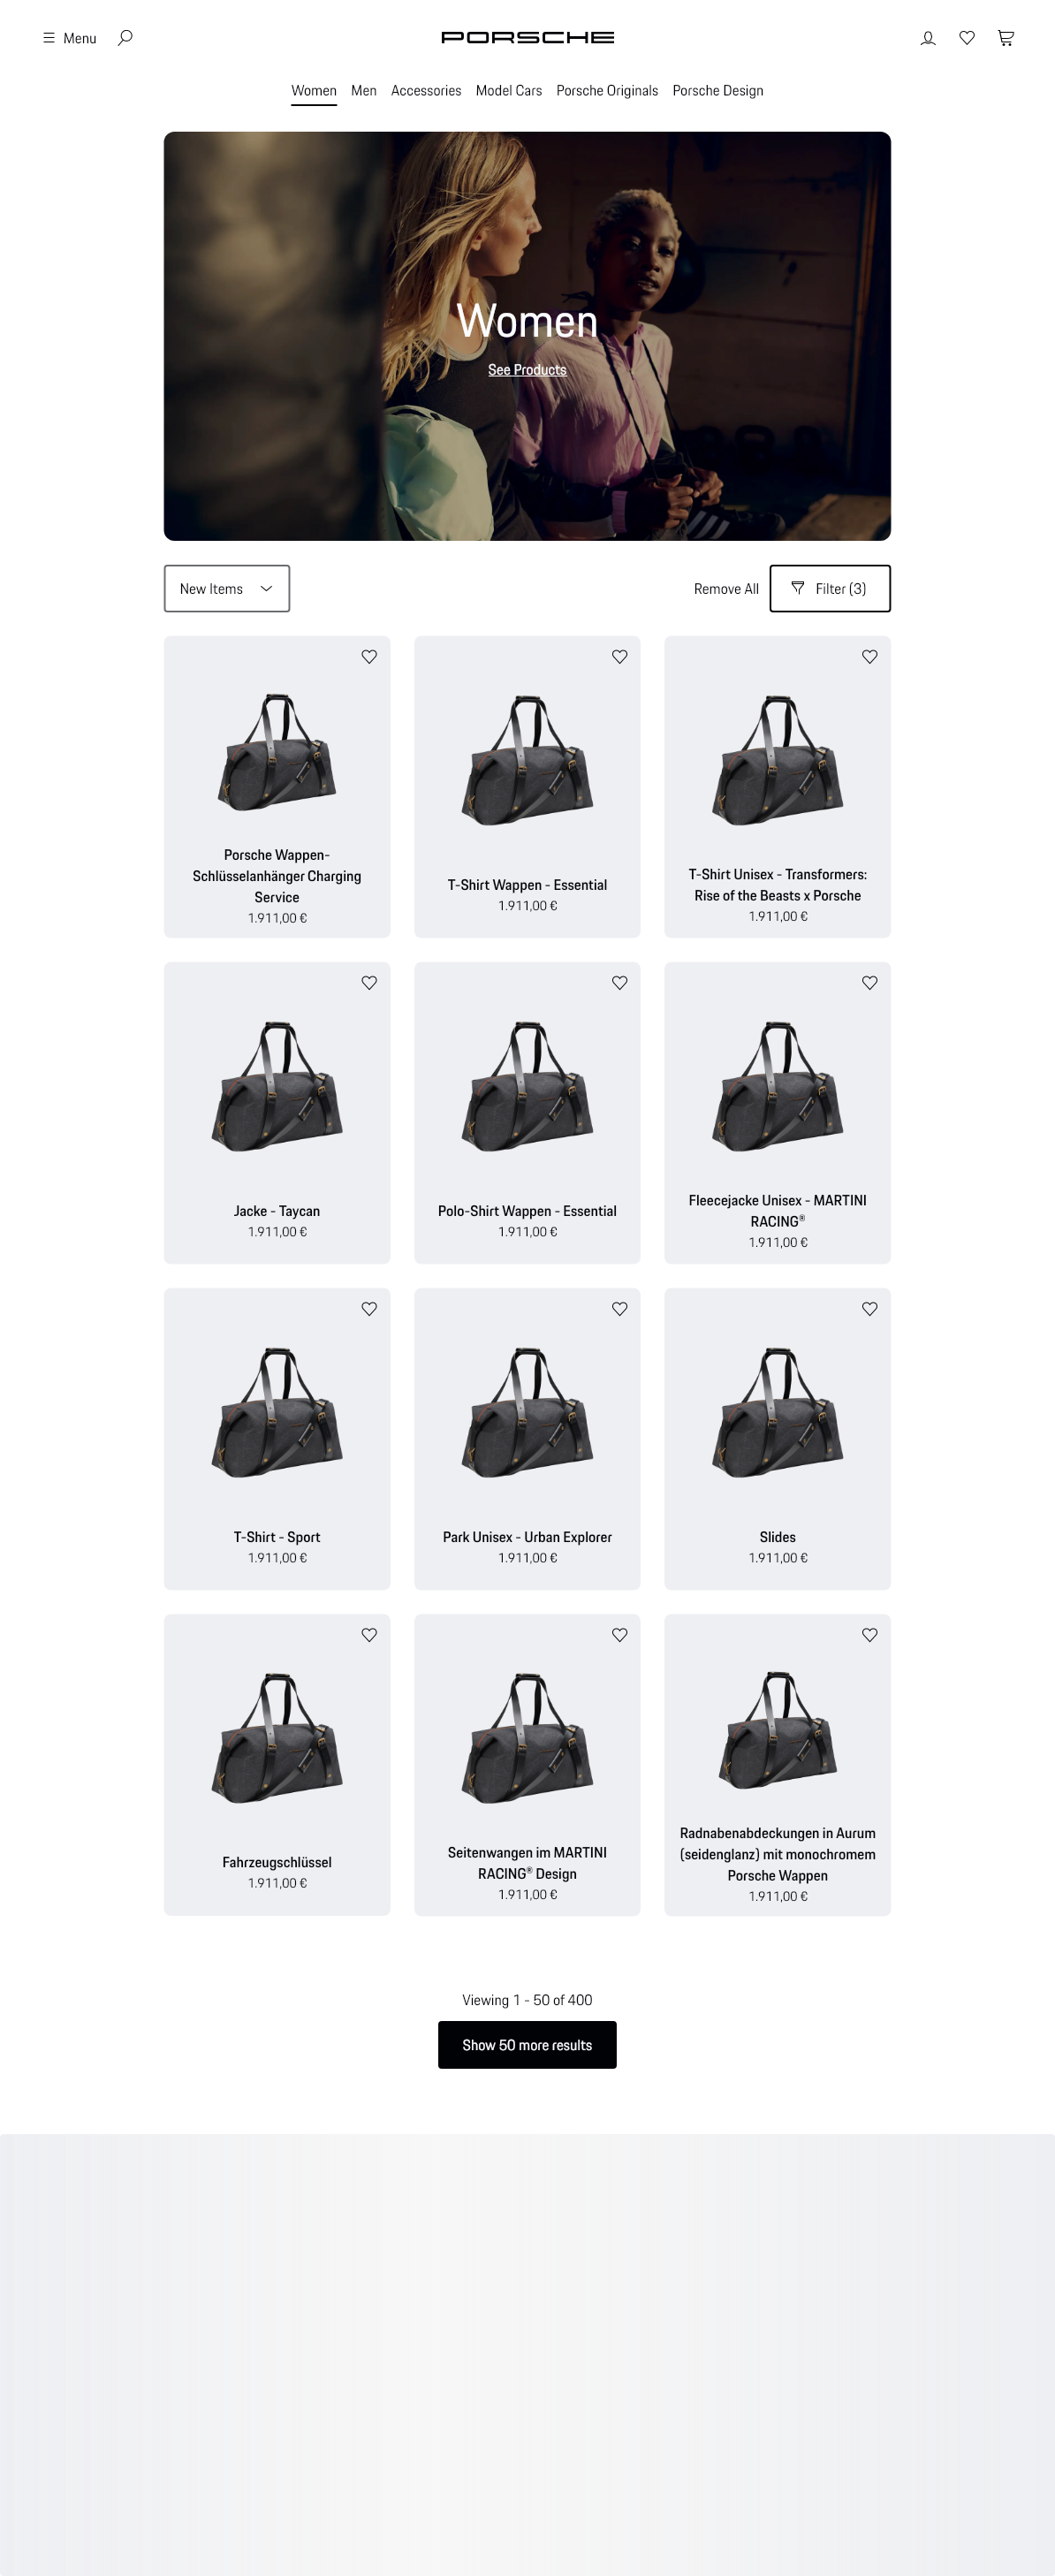 Menu
PORSCHE
Women Men Accessories Model Cars Porsche Originals Porsche Design
Women
See Products
New Items
Remove All
Filter (3)
Porsche Wappen-
Schlüsselanhänger Charging
Service
1.911,00 €
T-Shirt Wappen - Essential
1.911,00 €
T-Shirt Unisex - Transformers:
Rise of the Beasts x Porsche
1.911,00 €
Jacke - Taycan
1.911,00 €
Polo-Shirt Wappen - Essential
1.911,00 €
Fleecejacke Unisex - MARTINI
RACING®
1.911,00 €
T-Shirt - Sport
1.911,00 €
Park Unisex - Urban Explorer
1.911,00 €
Slides
1.911,00 €
Fahrzeugschlüssel
1.911,00 €
Seitenwangen im MARTINI
RACING® Design
1.911,00 €
Radnabenabdeckungen in Aurum
(seidenglanz) mit monochromem
Porsche Wappen
1.911,00 €
Viewing 1 - 50 of 400
Show 50 more results